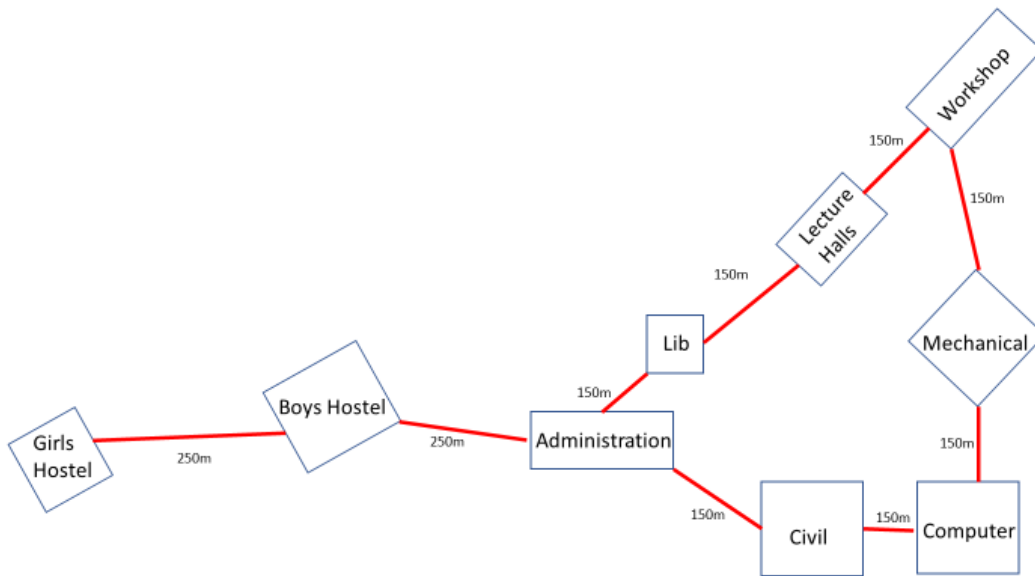 Workshop
150m
150m
Lecture
Halls
150m
Lib
Mechanical
150m
Boys Hostel
Administration
Girls
Hostel
250m
250m
150m
150m
150m
Civil
Computer